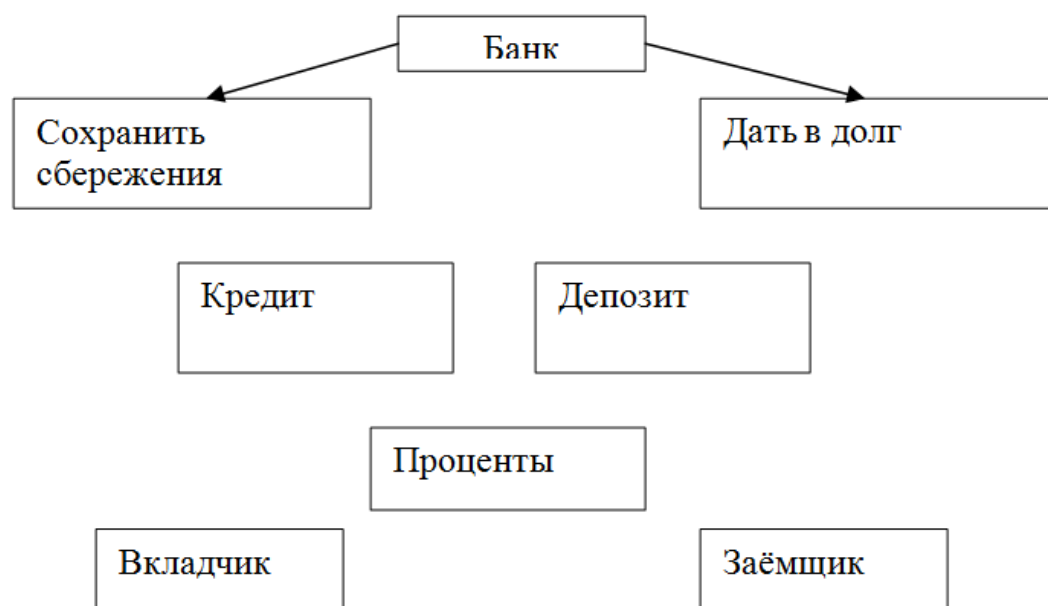 Банк
Сохранить
сбережения
Дать в долг
Кредит
Депозит
Проценты
Вкладчик
Заёмщик